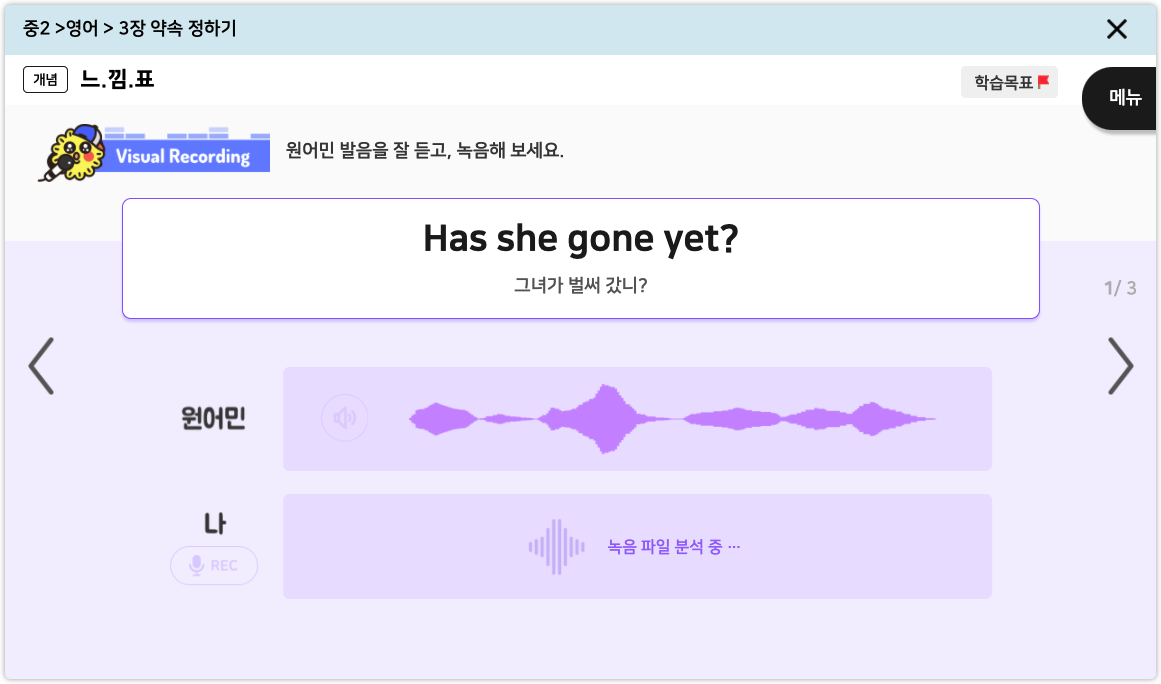 중2 >영어 > 3장 약속 정하기
개념 느.낌.표
학습목표
메뉴
Visual Recording
원어민 발음을 잘 듣고, 녹음해 보세요.
Has she gone yet?
그녀가 벌써 갔니?
1/ 3
원어민
나
REC
녹음 파일 분석 중 ···